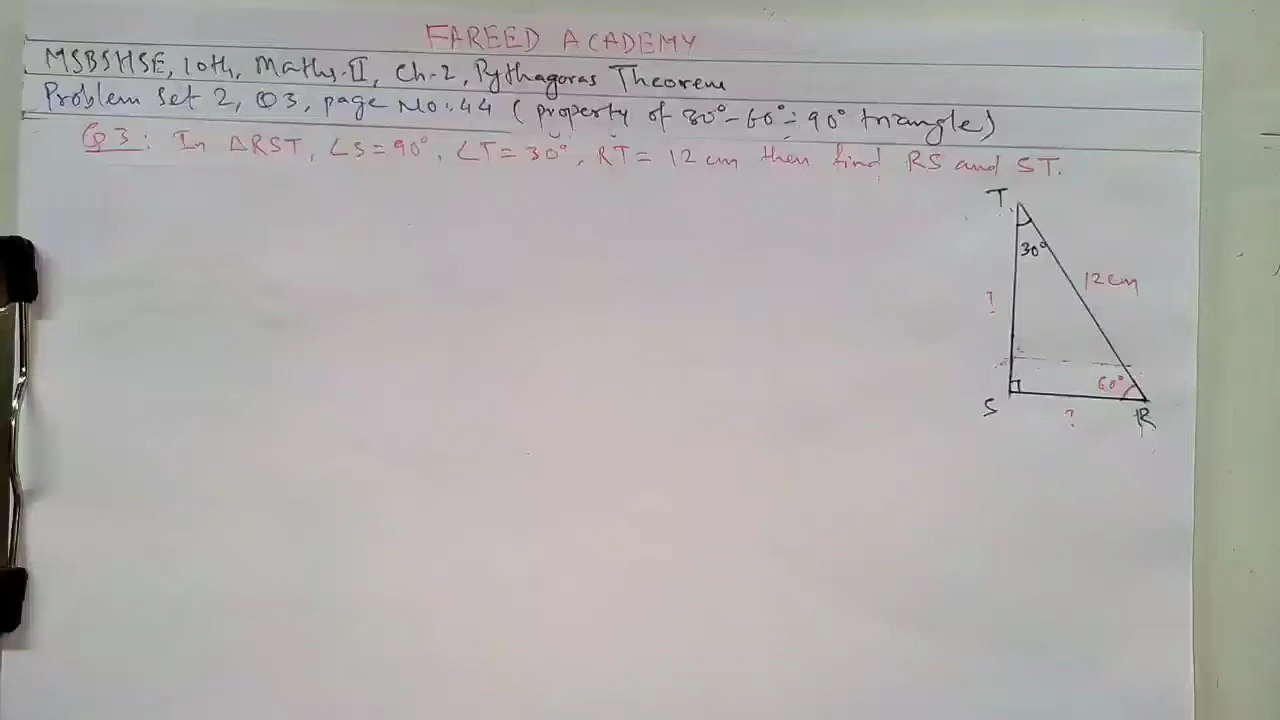 FAREED ACADEMY
MSBSHSE, 10th, Maths-II, Ch-2, Pythagoras Theorem
Problem Set 2, Q3, page No:44 (property of 30°-60°-90° triangle)
Q3: In ΔRST, ∠S=90°, ∠T=30°, RT=12 cm then find RS and ST.
T
30°
12cm
?
60°
S
?
R